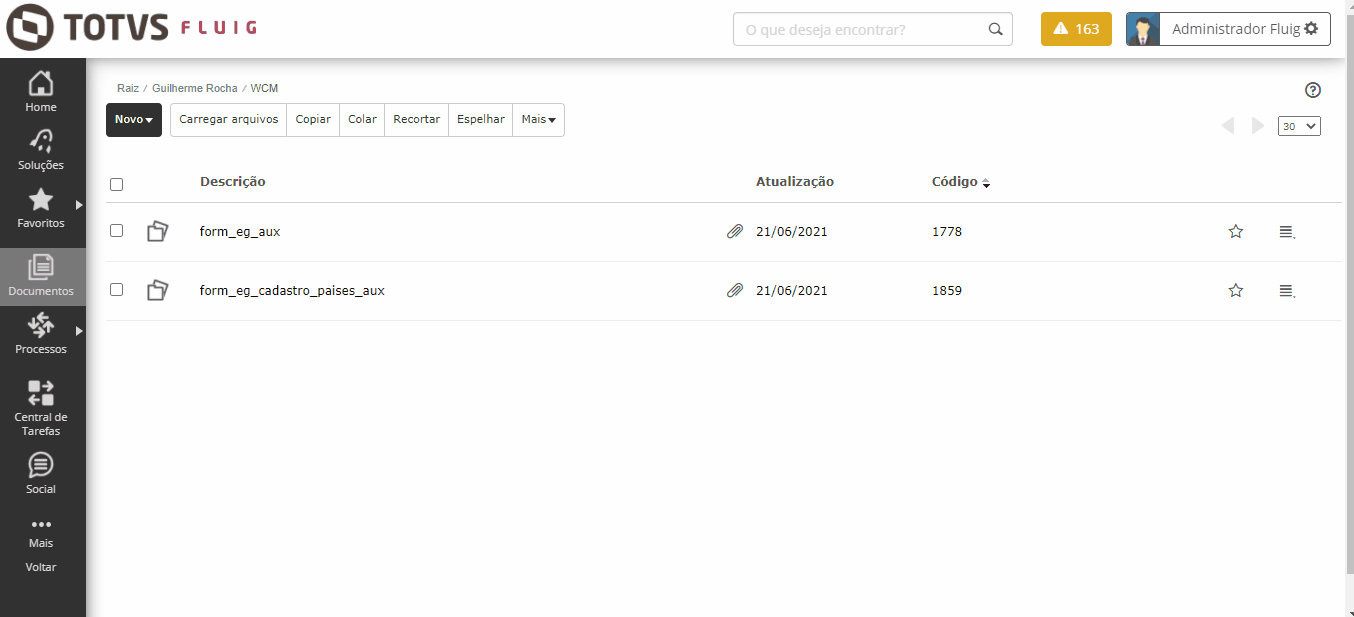 TOTVS FLUIG
O que deseja encontrar?
163
Administrador Fluig
Home
Soluções
Favoritos
Documentos
Processos
Central de
Tarefas
Social
Mais
Voltar
Raiz / Guilherme Rocha / WCM
Novo Carregar arquivos Copiar Colar Recortar Espelhar Mais
30
Descrição Atualização Código
form_eg_aux 21/06/2021 1778
form_eg_cadastro_paises_aux 21/06/2021 1859